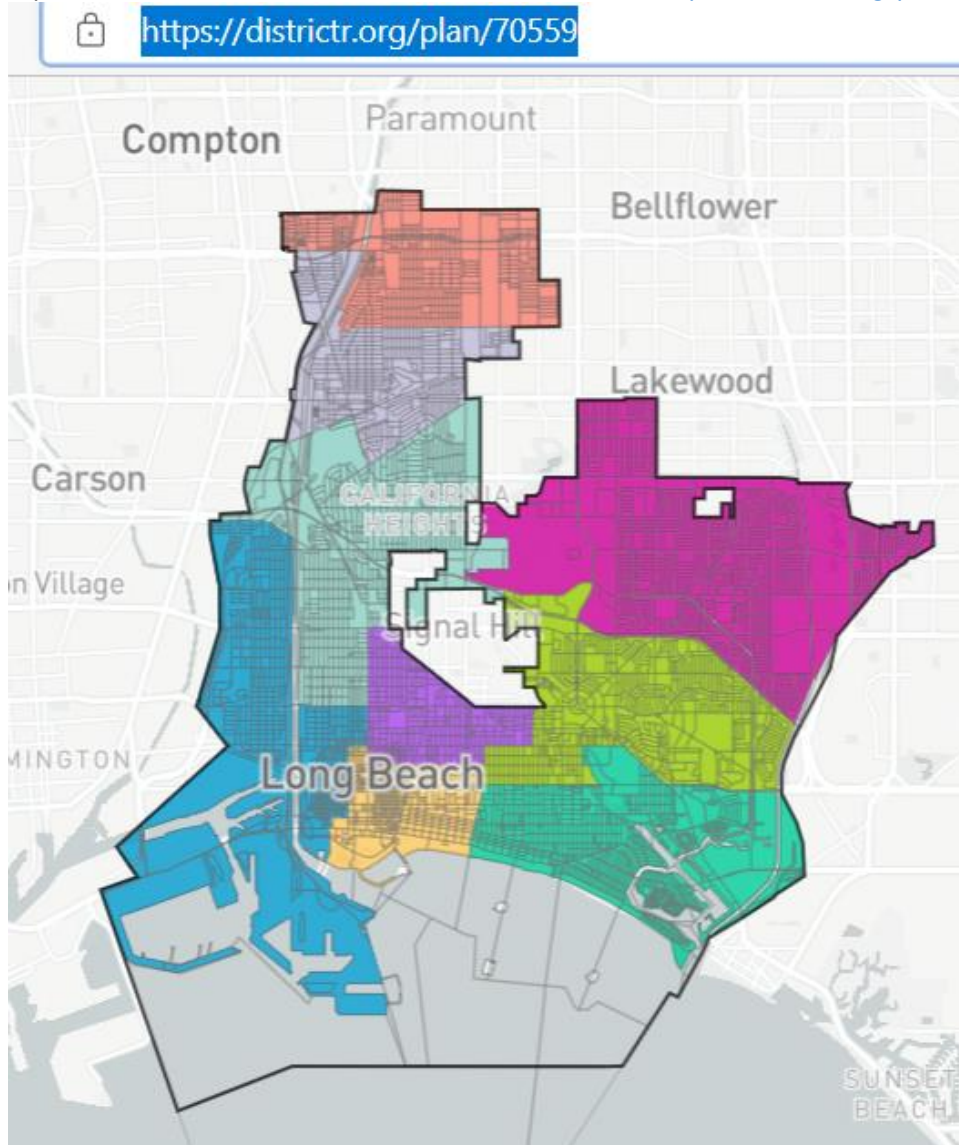 https://districtr.org/plan/70559
Paramount
Compton
Bellflower
Lakewood
Carson
CALIFORNIA
HEIGHTS
on Village
Signal Hill
MINGTON
Long Beach
SUNSET
BEACH